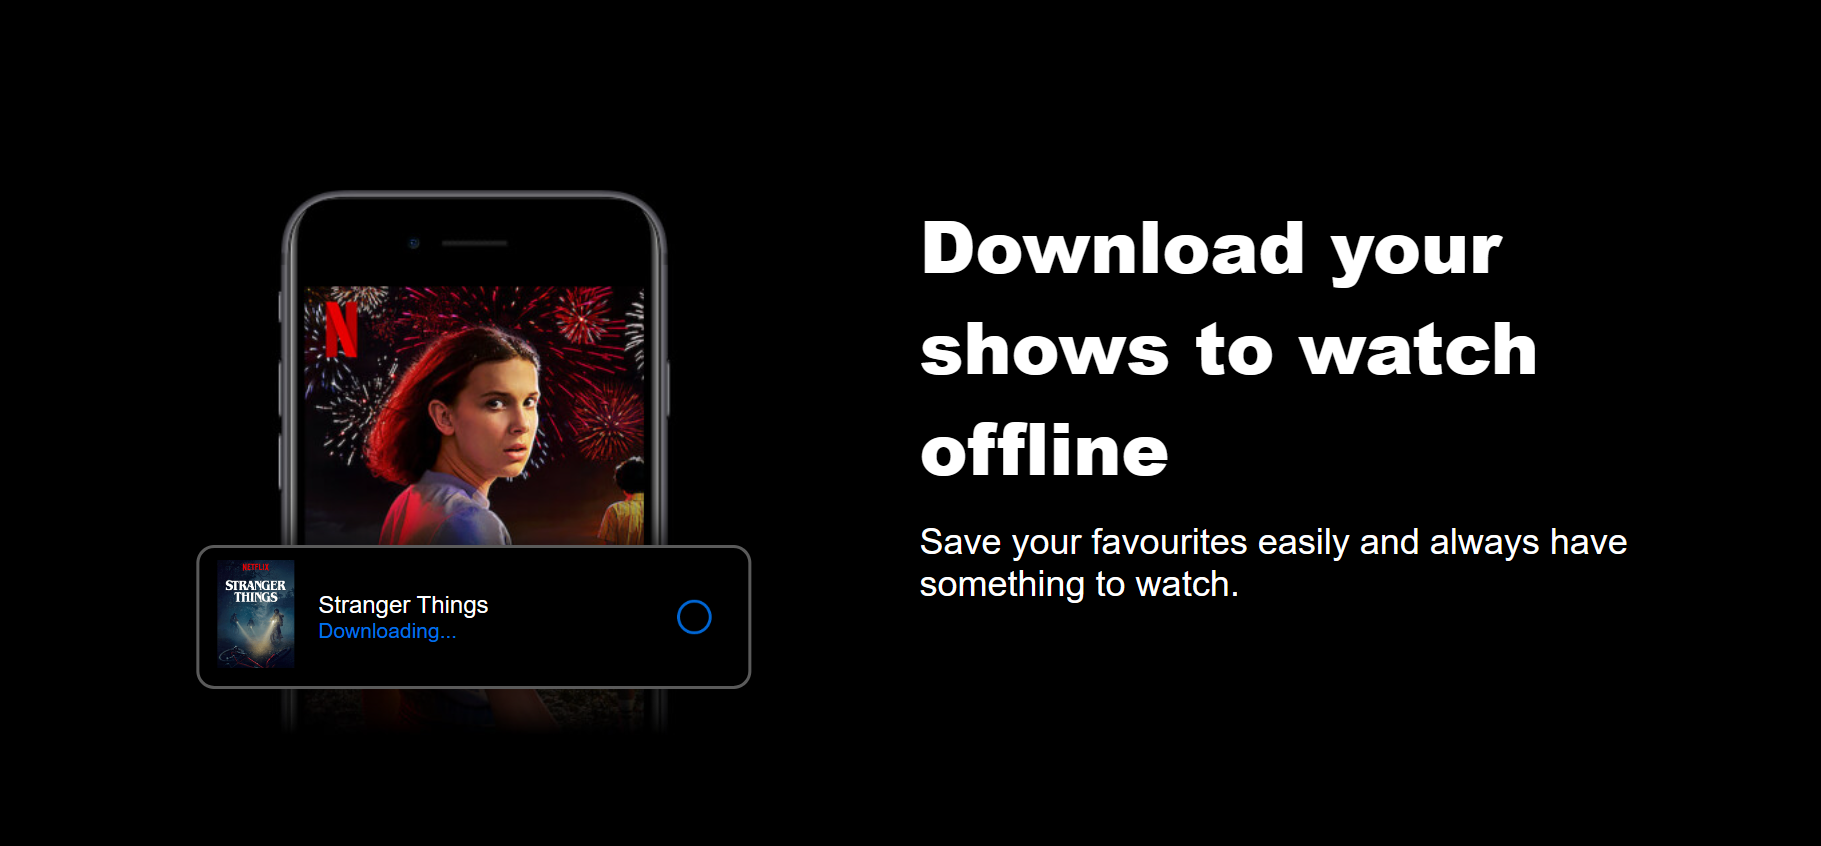 Download your
shows to watch
offline
Save your favourites easily and always have
something to watch.
N
NETFLIX
STRANGER
THINGS
Stranger Things
Downloading...